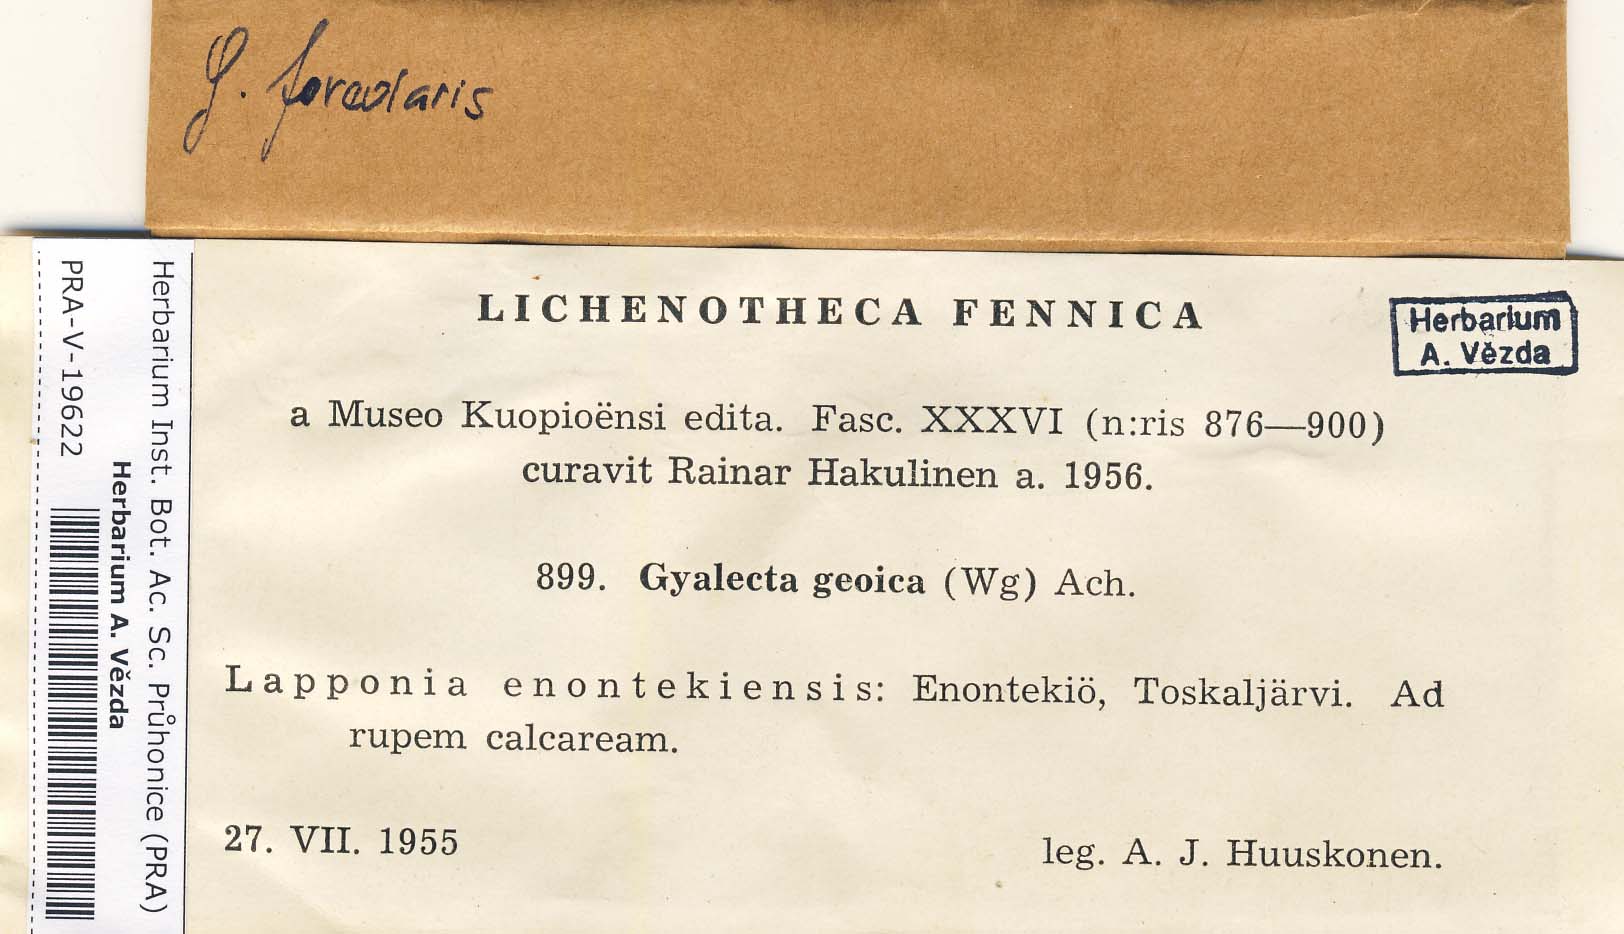 G. foveolaris
LICHENOTHECA FENNICA
Herbarium
A. Vězda
a Museo Kuopioënsi edita. Fasc. XXXVI (n:ris 876—900)
curavit Rainar Hakulinen a. 1956.
899. Gyalecta geoica (Wg) Ach.
Lapponia enontekiensis: Enontekiö, Toskaljärvi. Ad
rupem calcaream.
27. VII. 1955
leg. A. J. Huuskonen.
Herbarium Inst. Bot. Ac. Sc. Průhonice (PRA)
Herbarium A. Vězda
PRA-V-19622